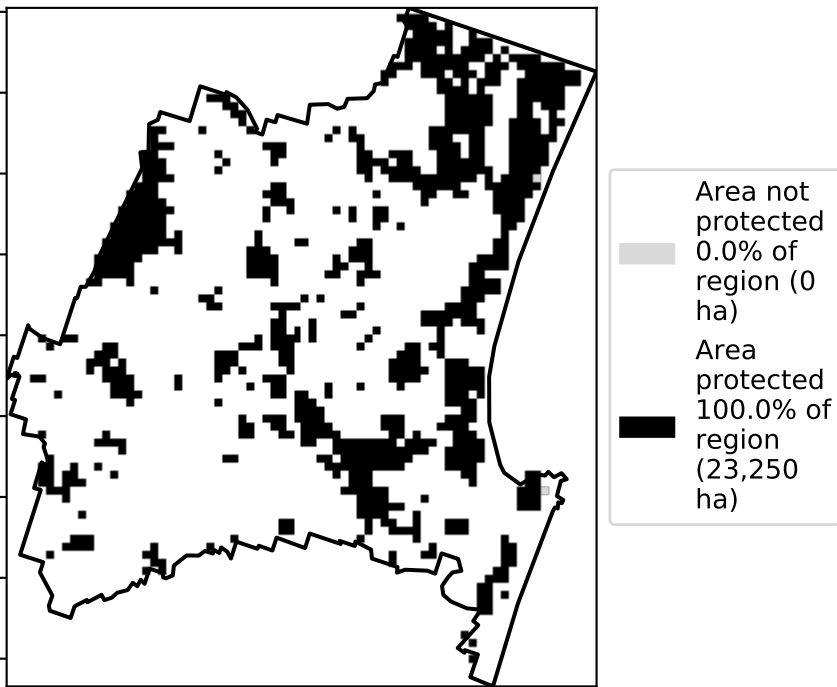 Area not
protected
0.0% of
region (0
ha)
Area
protected
100.0% of
region
(23,250
ha)